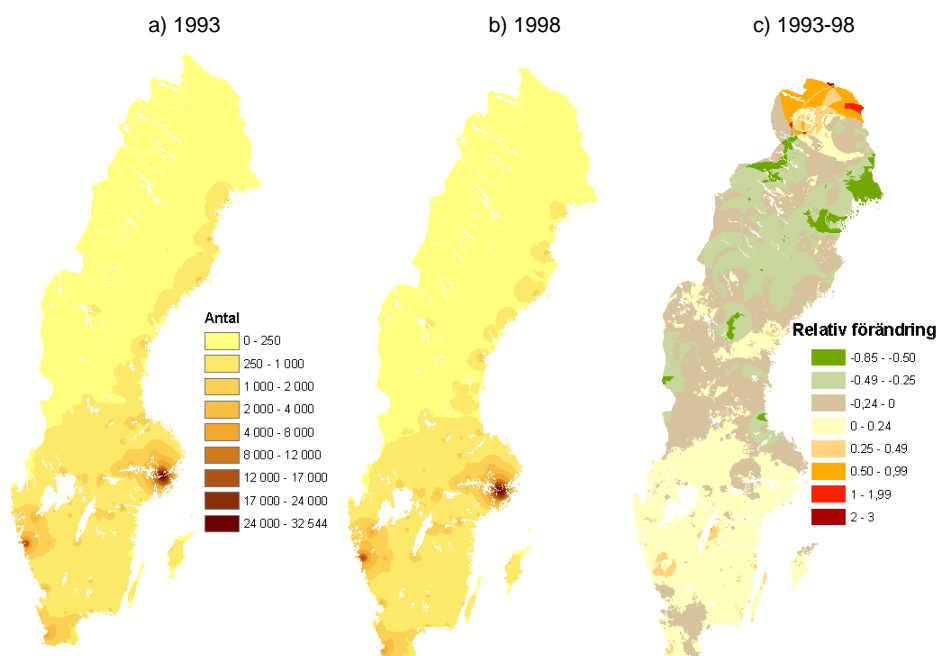 a) 1993
b) 1998
c) 1993-98
Antal
0 - 250
250 - 1 000
1 000 - 2 000
2 000 - 4 000
4 000 - 8 000
8 000 - 12 000
12 000 - 17 000
17 000 - 24 000
24 000 - 32 544
Relativ förändring
-0.85 - -0.50
-0.49 - -0.25
-0,24 - 0
0 - 0.24
0.25 - 0.49
0.50 - 0,99
1 - 1,99
2 - 3